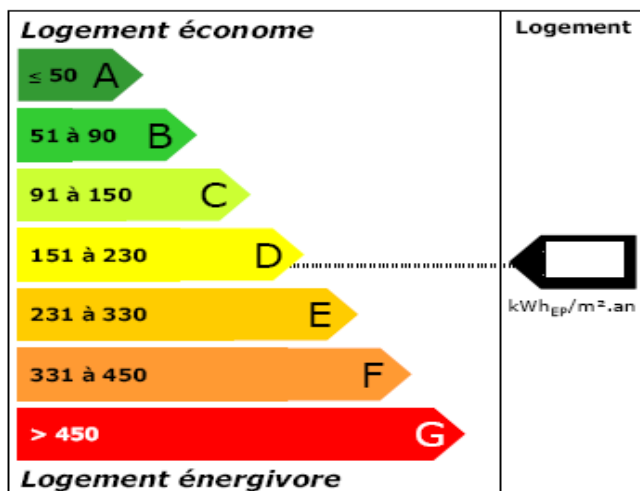 Logement économe
Logement
≤ 50 A
51 à 90 B
91 à 150 C
151 à 230 D
231 à 330 E
kWhEP/m².an
331 à 450 F
> 450 G
Logement énergivore